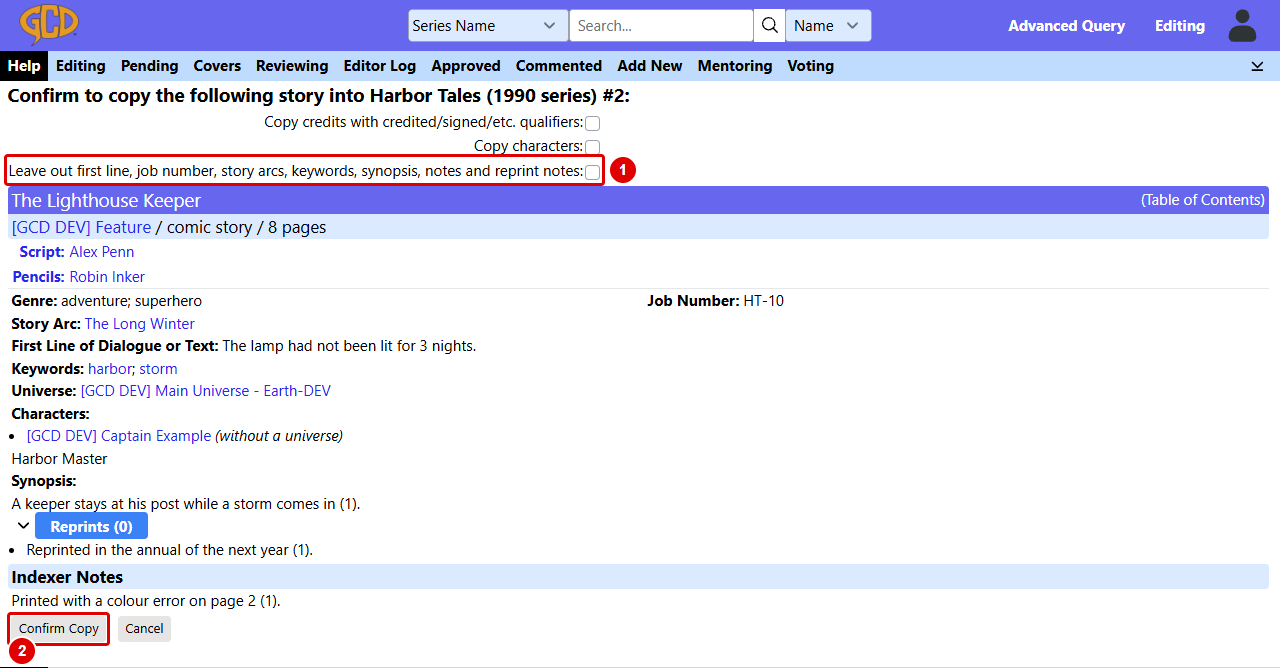 GCD
Series Name
Search...
Name
Advanced Query
Editing
Help
Editing
Pending
Covers
Reviewing
Editor Log
Approved
Commented
Add New
Mentoring
Voting
Confirm to copy the following story into Harbor Tales (1990 series) #2:
Copy credits with credited/signed/etc. qualifiers:
Copy characters:
Leave out first line, job number, story arcs, keywords, synopsis, notes and reprint notes:
1
The Lighthouse Keeper
(Table of Contents)
[GCD DEV] Feature / comic story / 8 pages
Script: Alex Penn
Pencils: Robin Inker
Genre: adventure; superhero
Job Number: HT-10
Story Arc: The Long Winter
First Line of Dialogue or Text: The lamp had not been lit for 3 nights.
Keywords: harbor; storm
Universe: [GCD DEV] Main Universe - Earth-DEV
Characters:
• [GCD DEV] Captain Example (without a universe)
Harbor Master
Synopsis:
A keeper stays at his post while a storm comes in (1).
Reprints (0)
• Reprinted in the annual of the next year (1).
Indexer Notes
Printed with a colour error on page 2 (1).
Confirm Copy
Cancel
2